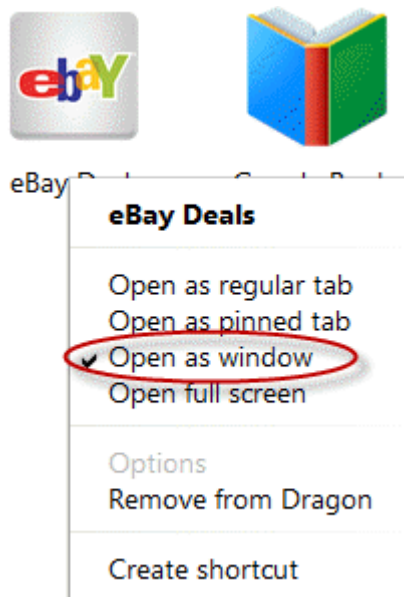 ebaY
eBay
eBay Deals
Open as regular tab
Open as pinned tab
Open as window
Open full screen
Options
Remove from Dragon
Create shortcut